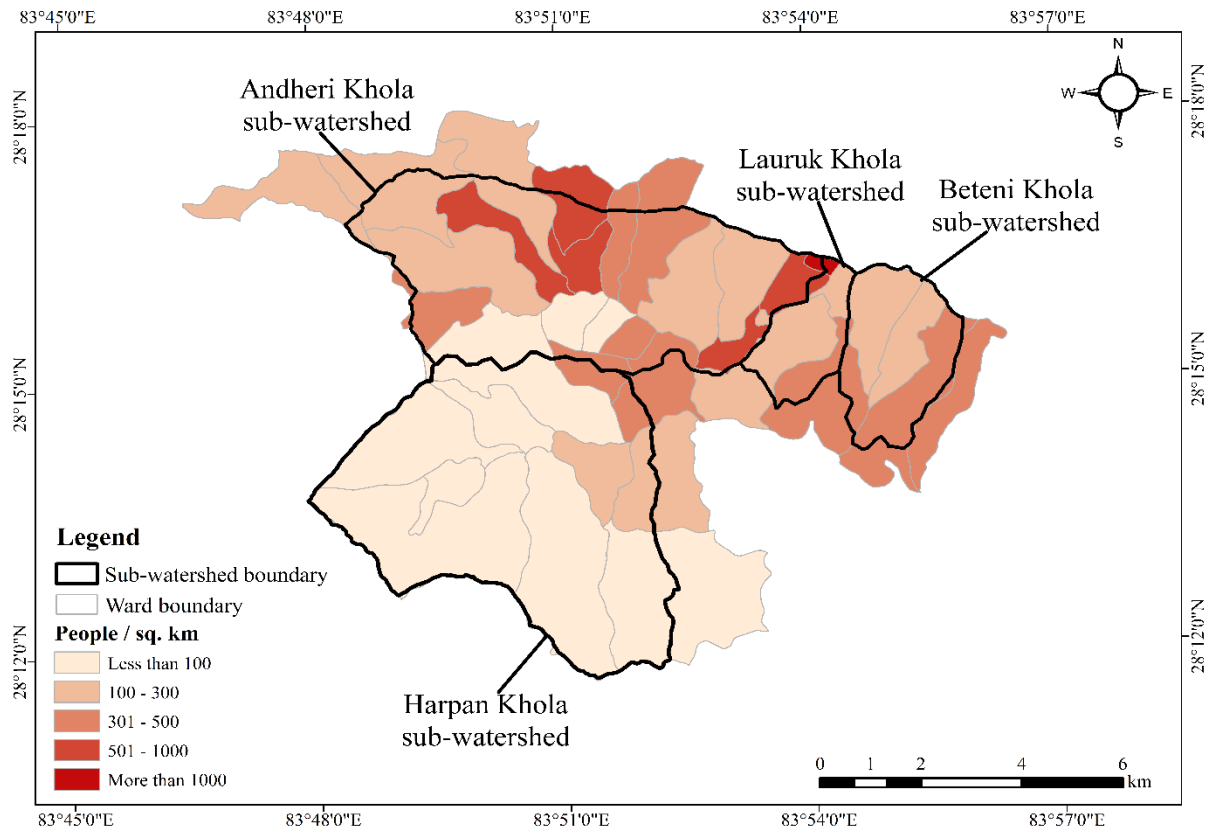 83°45'0"E
83°48'0"E
83°51'0"E
83°54'0"E
83°57'0"E
N
W
E
S
Andheri Khola
sub-watershed
Lauruk Khola
sub-watershed
Beteni Khola
sub-watershed
28°18'0"N
28°18'0"N
28°15'0"N
28°15'0"N
28°12'0"N
28°12'0"N
Legend
Sub-watershed boundary
Ward boundary
People / sq. km
Less than 100
100 - 300
301 - 500
501 - 1000
More than 1000
Harpan Khola
sub-watershed
0 1 2 4 6
km
83°45'0"E
83°48'0"E
83°51'0"E
83°54'0"E
83°57'0"E